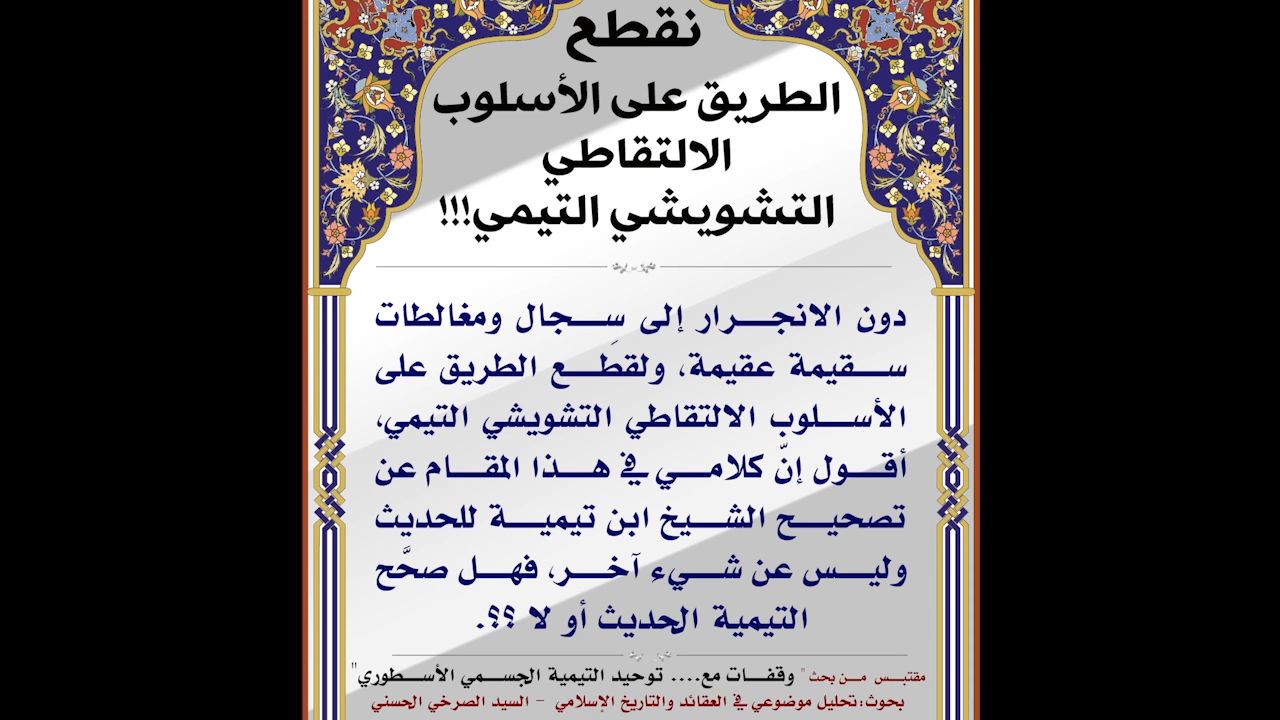 نقطع
الطريق على الأسلوب
الالتقاطي
التشويشي التيمي!!!
دون الانجرار إلى سِجال ومغالطات
سقيمة عقيمة، ولقطع الطريق على
الأسلوب الالتقاطي التشويشي التيمي،
أقول إنّ كلامي في هذا المقام عن
تصحيح الشيخ ابن تيمية للحديث
وليس عن شيء آخر، فهل صحَّح
التيمية الحديث أو لا ؟؟.
مقتبس من بحث " وقفات مع.... توحيد التيمية الجسمي الأسطوري"
بحوث: تحليل موضوعي في العقائد والتاريخ الإسلامي - السيد الصرخي الحسني